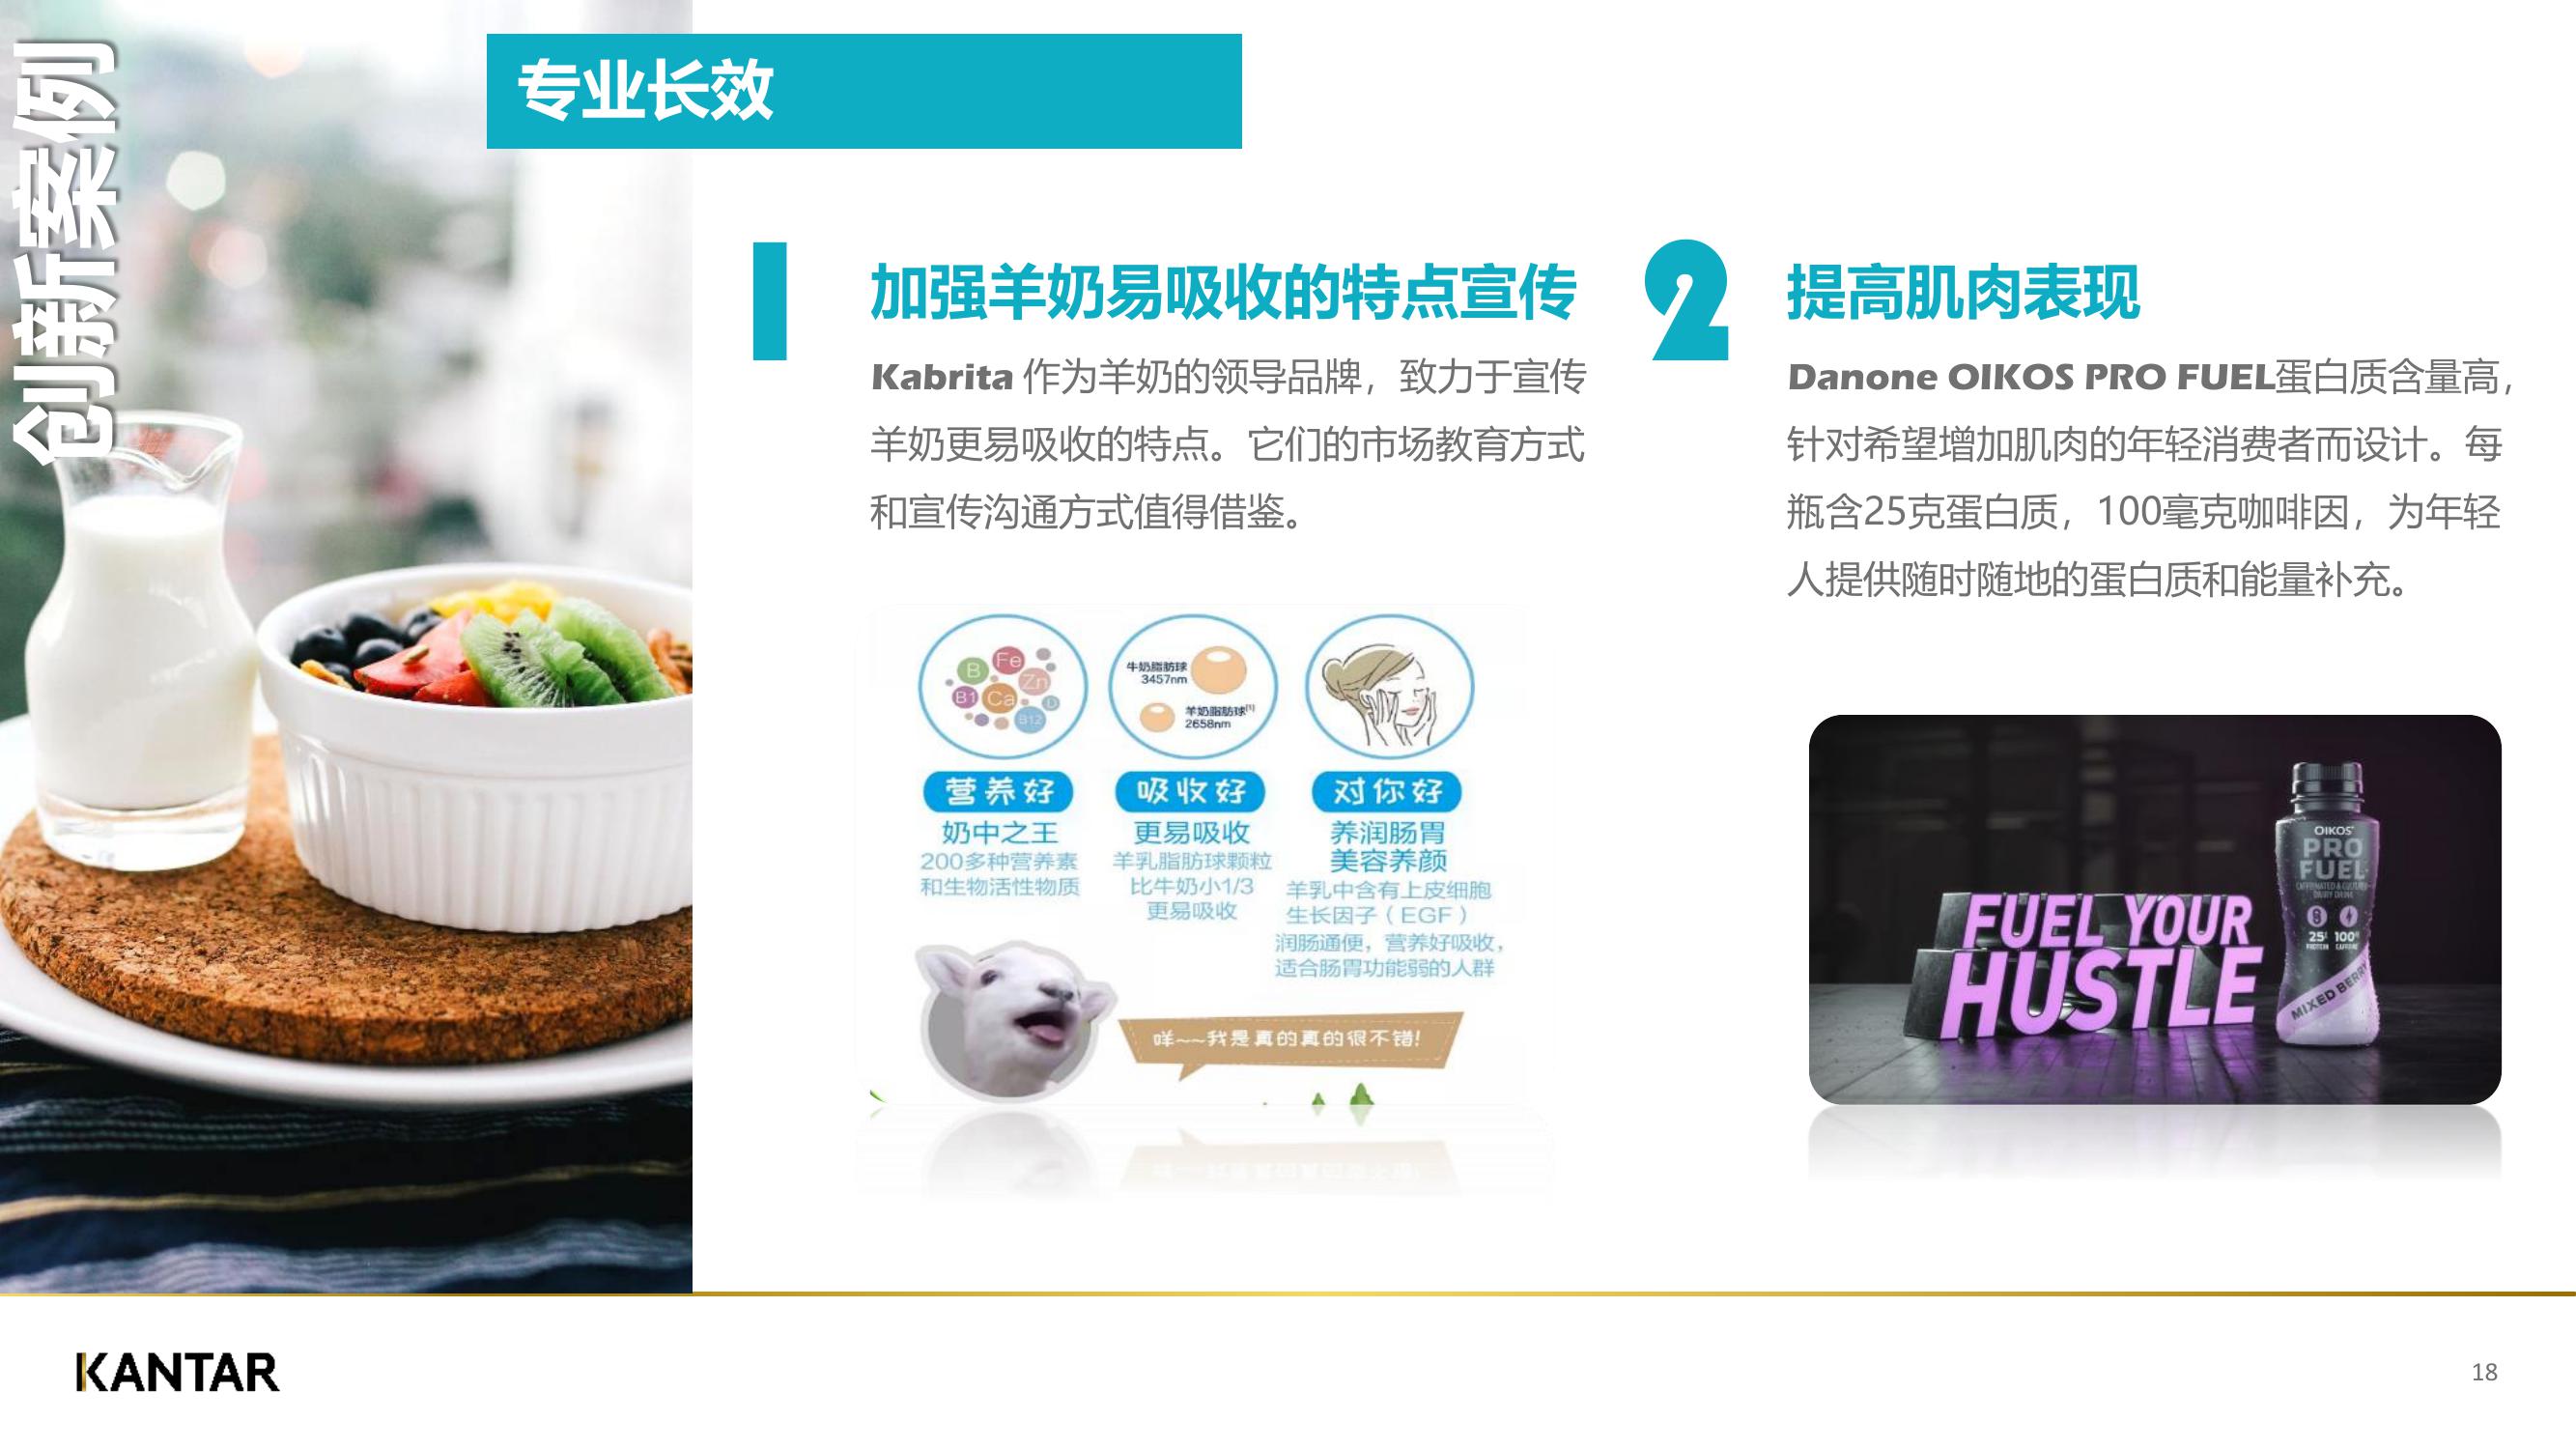 创新案例
专业长效
1
加强羊奶易吸收的特点宣传
Kabrita 作为羊奶的领导品牌，致力于宣传
羊奶更易吸收的特点。它们的市场教育方式
和宣传沟通方式值得借鉴。
B
Fe
Zn
B1
Ca
D
B12
牛奶脂肪球
3457nm
羊奶脂肪球[1]
2658nm
营养好
奶中之王
200多种营养素
和生物活性物质
吸收好
更易吸收
羊乳脂肪球颗粒
比牛奶小1/3
更易吸收
对你好
养润肠胃
美容养颜
羊乳中含有上皮细胞
生长因子（EGF）
润肠通便，营养好吸收，
适合肠胃功能弱的人群
咩~~我是真的真的很不错!
2
提高肌肉表现
Danone OIKOS PRO FUEL蛋白质含量高，
针对希望增加肌肉的年轻消费者而设计。每
瓶含25克蛋白质，100毫克咖啡因，为年轻
人提供随时随地的蛋白质和能量补充。
FUEL YOUR
HUSTLE
OIKOS
PRO
FUEL
25 100
PROTEIN CAFFEINE
MIXED BERRY
KANTAR
18